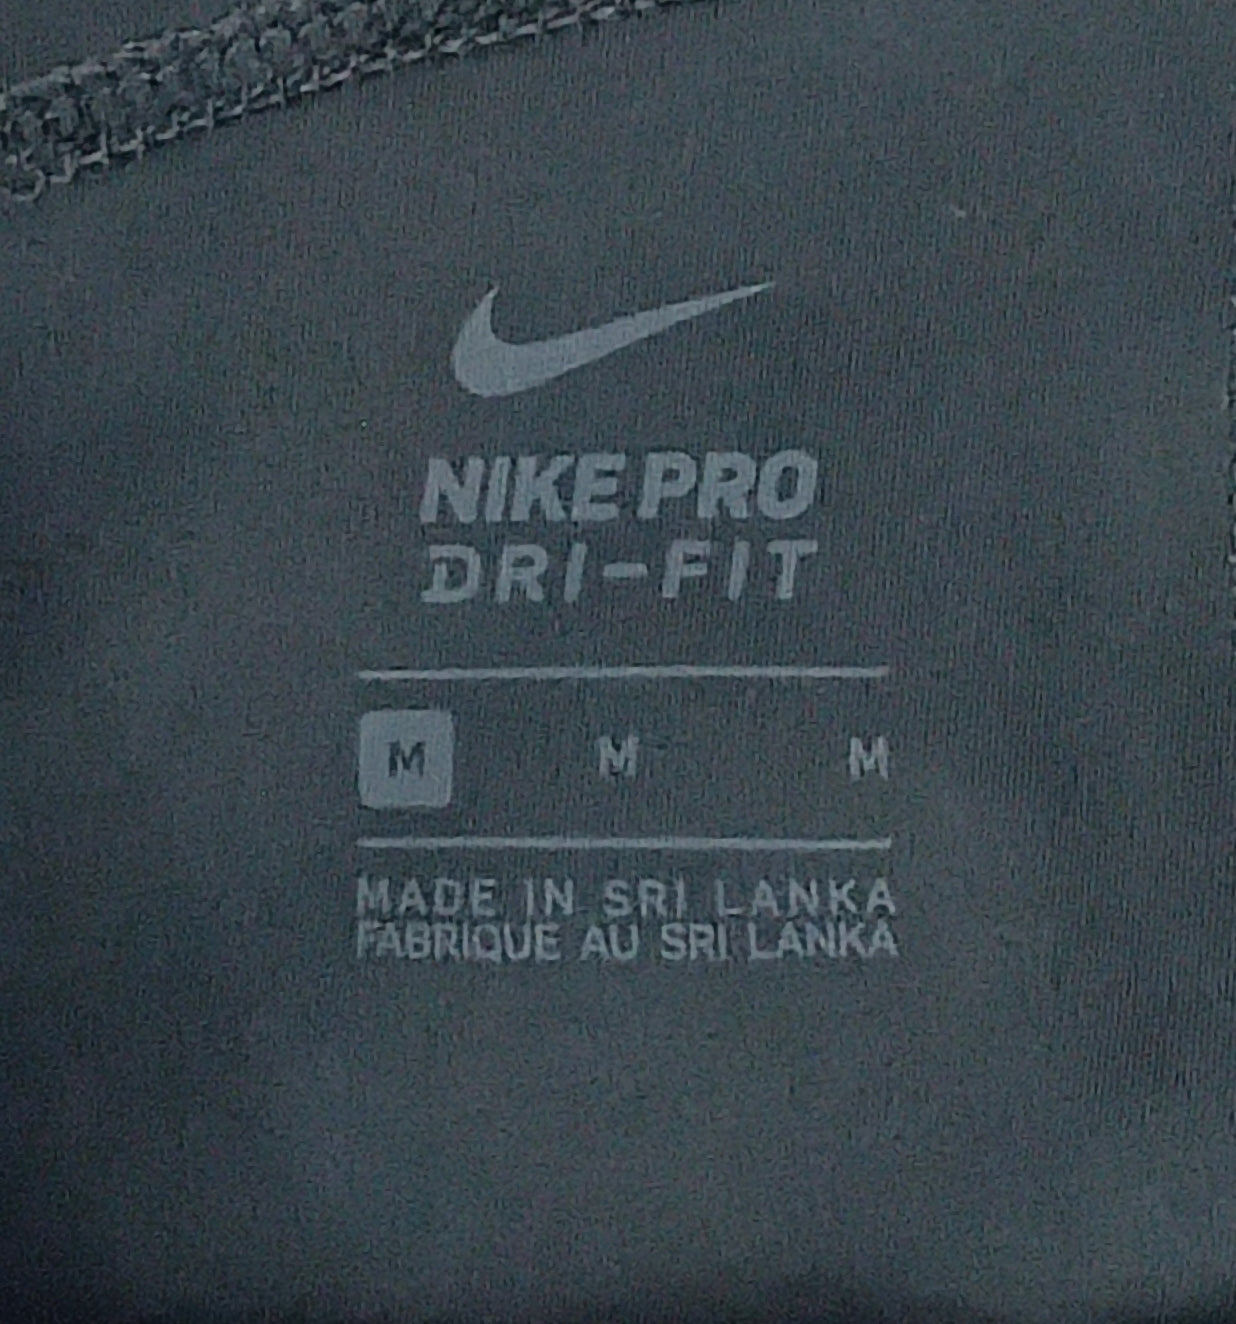 NIKE PRO
DRI-FIT
M M M
MADE IN SRI LANKA
FABRIQUE AU SRI LANKA